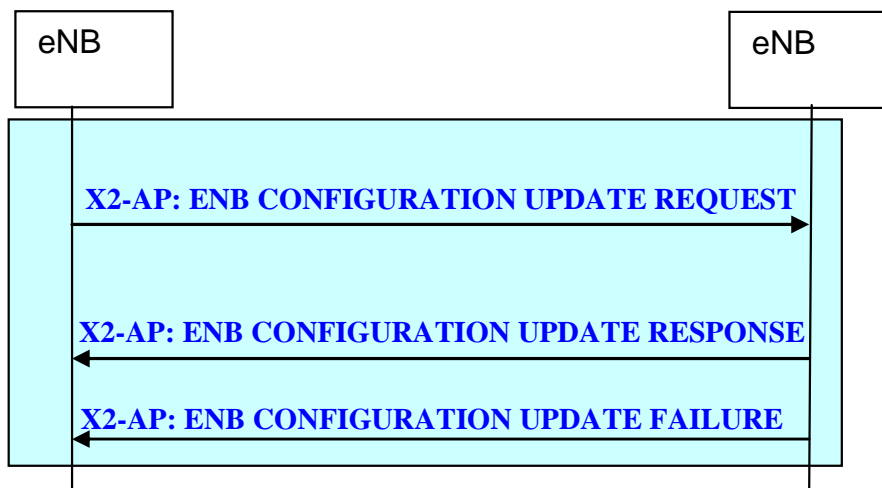 eNB
eNB
X2-AP: ENB CONFIGURATION UPDATE REQUEST
X2-AP: ENB CONFIGURATION UPDATE RESPONSE
X2-AP: ENB CONFIGURATION UPDATE FAILURE